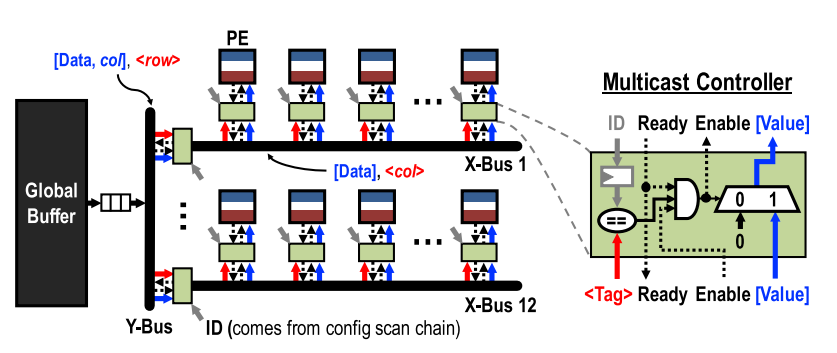 PE
[Data, col], <row>
Multicast Controller
ID Ready Enable [Value]
Global
Buffer
[Data], <col>
X-Bus 1
...
0 1
==
0
...
...
<Tag> Ready Enable [Value]
X-Bus 12
Y-Bus
ID (comes from config scan chain)